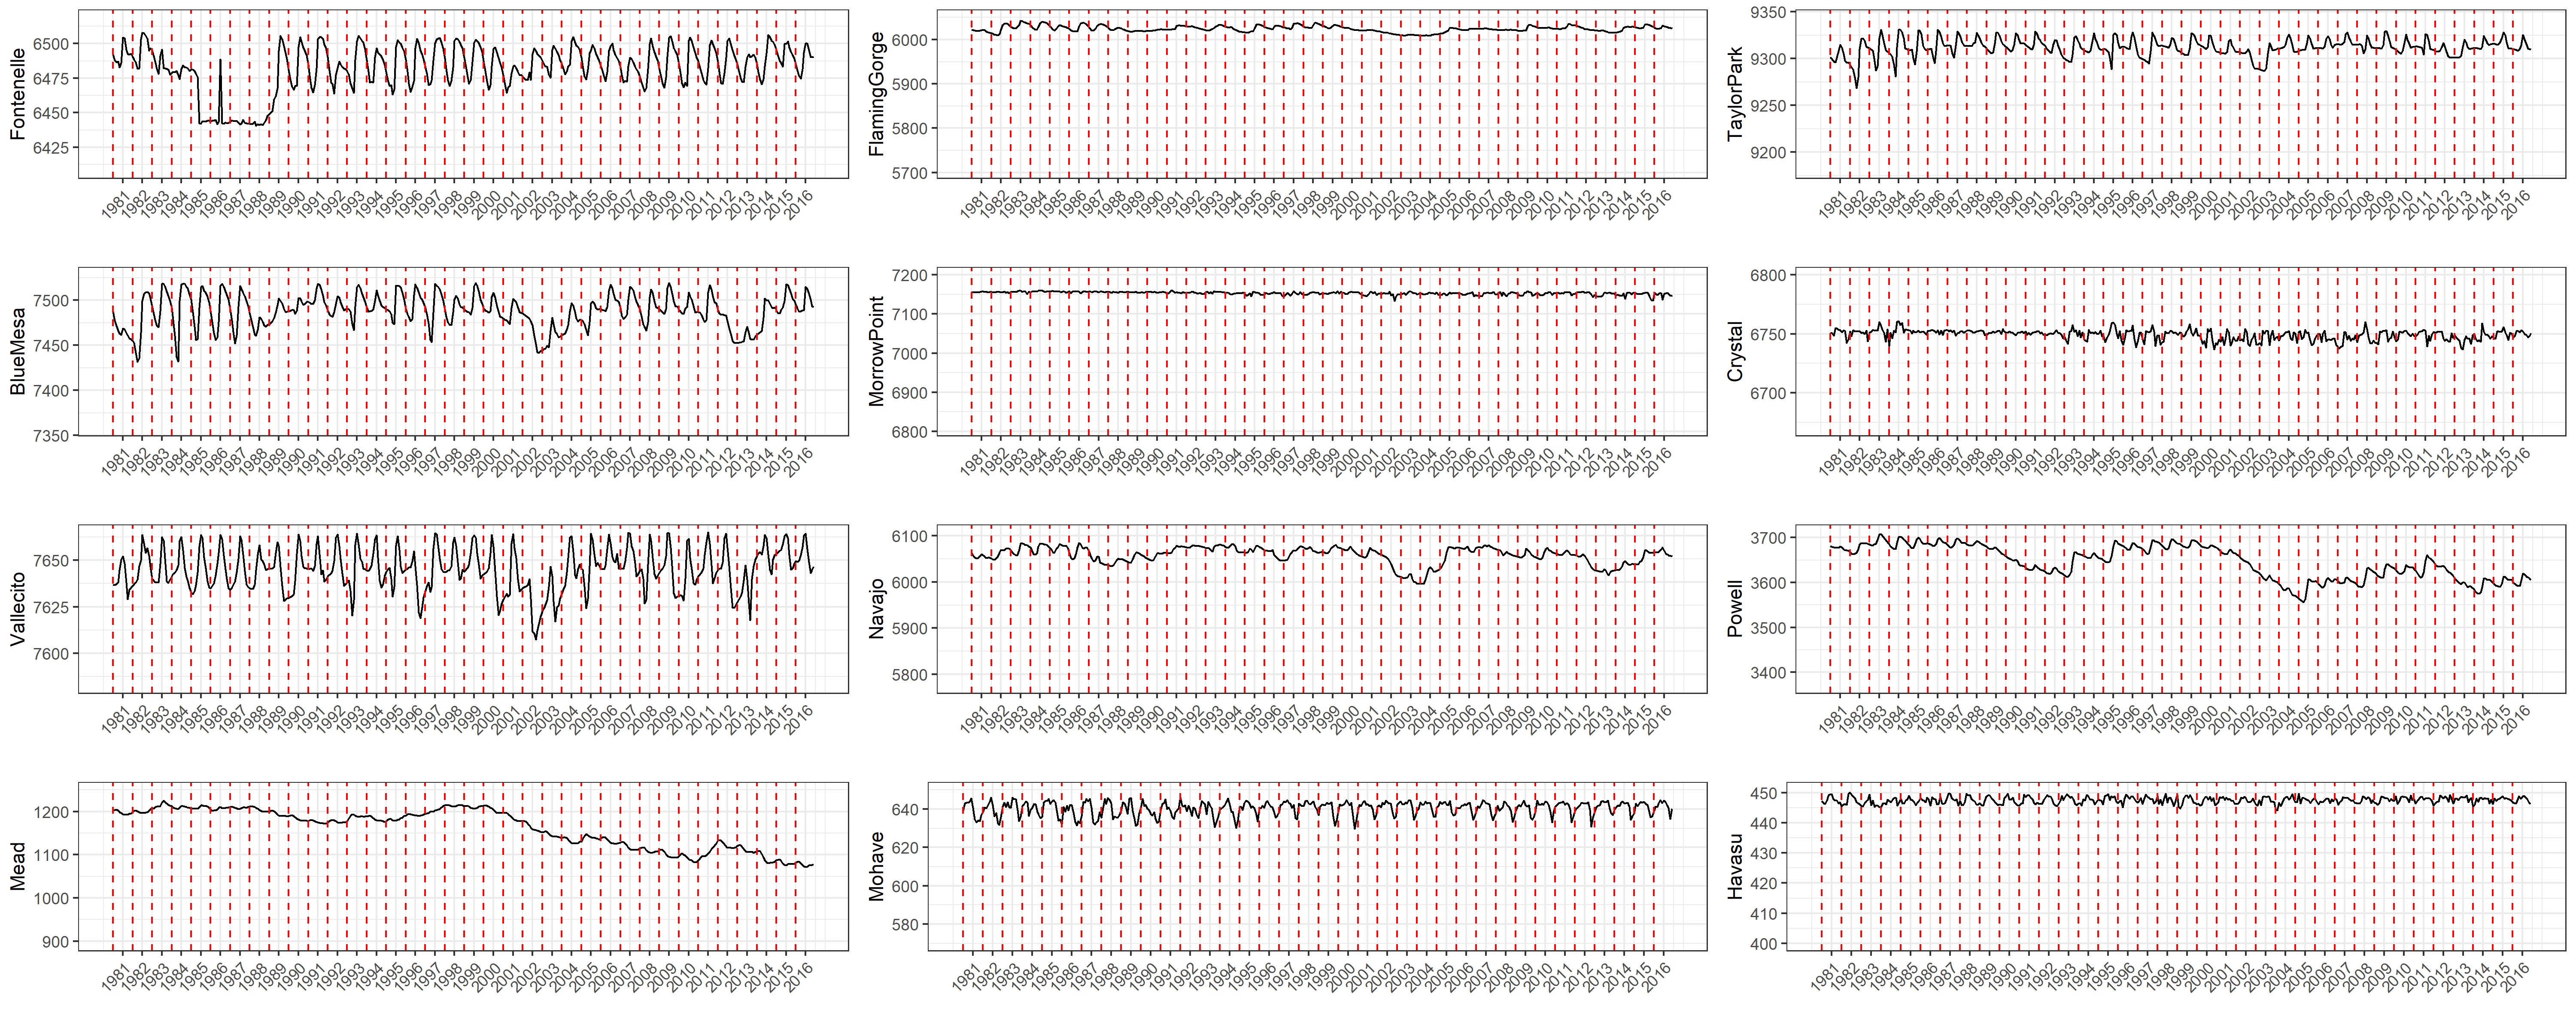 Fontenelle
6500
6475
6450
6425
1981 1982 1983 1984 1985 1986 1987 1988 1989 1990 1991 1992 1993 1994 1995 1996 1997 1998 1999 2000 2001 2002 2003 2004 2005 2006 2007 2008 2009 2010 2011 2012 2013 2014 2015 2016
FlamingGorge
6000
5900
5800
5700
1981 1982 1983 1984 1985 1986 1987 1988 1989 1990 1991 1992 1993 1994 1995 1996 1997 1998 1999 2000 2001 2002 2003 2004 2005 2006 2007 2008 2009 2010 2011 2012 2013 2014 2015 2016
TaylorPark
9350
9300
9250
9200
1981 1982 1983 1984 1985 1986 1987 1988 1989 1990 1991 1992 1993 1994 1995 1996 1997 1998 1999 2000 2001 2002 2003 2004 2005 2006 2007 2008 2009 2010 2011 2012 2013 2014 2015 2016
BlueMesa
7500
7450
7400
7350
1981 1982 1983 1984 1985 1986 1987 1988 1989 1990 1991 1992 1993 1994 1995 1996 1997 1998 1999 2000 2001 2002 2003 2004 2005 2006 2007 2008 2009 2010 2011 2012 2013 2014 2015 2016
MorrowPoint
7200
7100
7000
6900
6800
1981 1982 1983 1984 1985 1986 1987 1988 1989 1990 1991 1992 1993 1994 1995 1996 1997 1998 1999 2000 2001 2002 2003 2004 2005 2006 2007 2008 2009 2010 2011 2012 2013 2014 2015 2016
Crystal
6800
6750
6700
1981 1982 1983 1984 1985 1986 1987 1988 1989 1990 1991 1992 1993 1994 1995 1996 1997 1998 1999 2000 2001 2002 2003 2004 2005 2006 2007 2008 2009 2010 2011 2012 2013 2014 2015 2016
Vallecito
7650
7625
7600
1981 1982 1983 1984 1985 1986 1987 1988 1989 1990 1991 1992 1993 1994 1995 1996 1997 1998 1999 2000 2001 2002 2003 2004 2005 2006 2007 2008 2009 2010 2011 2012 2013 2014 2015 2016
Navajo
6100
6000
5900
5800
1981 1982 1983 1984 1985 1986 1987 1988 1989 1990 1991 1992 1993 1994 1995 1996 1997 1998 1999 2000 2001 2002 2003 2004 2005 2006 2007 2008 2009 2010 2011 2012 2013 2014 2015 2016
Powell
3700
3600
3500
3400
1981 1982 1983 1984 1985 1986 1987 1988 1989 1990 1991 1992 1993 1994 1995 1996 1997 1998 1999 2000 2001 2002 2003 2004 2005 2006 2007 2008 2009 2010 2011 2012 2013 2014 2015 2016
Mead
1200
1100
1000
900
1981 1982 1983 1984 1985 1986 1987 1988 1989 1990 1991 1992 1993 1994 1995 1996 1997 1998 1999 2000 2001 2002 2003 2004 2005 2006 2007 2008 2009 2010 2011 2012 2013 2014 2015 2016
Mohave
640
620
600
580
1981 1982 1983 1984 1985 1986 1987 1988 1989 1990 1991 1992 1993 1994 1995 1996 1997 1998 1999 2000 2001 2002 2003 2004 2005 2006 2007 2008 2009 2010 2011 2012 2013 2014 2015 2016
Havasu
450
440
430
420
410
400
1981 1982 1983 1984 1985 1986 1987 1988 1989 1990 1991 1992 1993 1994 1995 1996 1997 1998 1999 2000 2001 2002 2003 2004 2005 2006 2007 2008 2009 2010 2011 2012 2013 2014 2015 2016